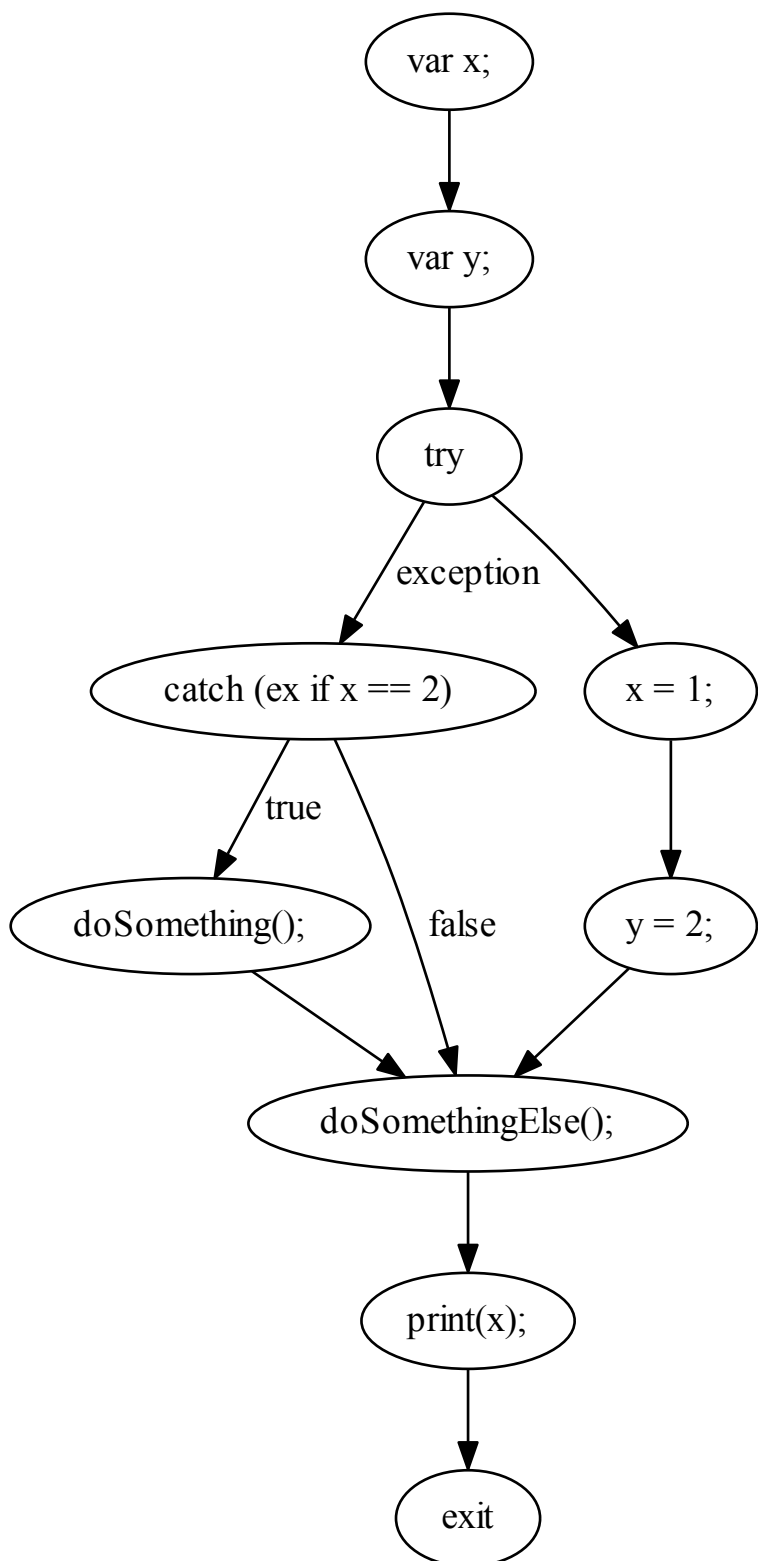 var x;
var y;
try
exception
catch (ex if x == 2)
x = 1;
true
doSomething();
false
y = 2;
doSomethingElse();
print(x);
exit